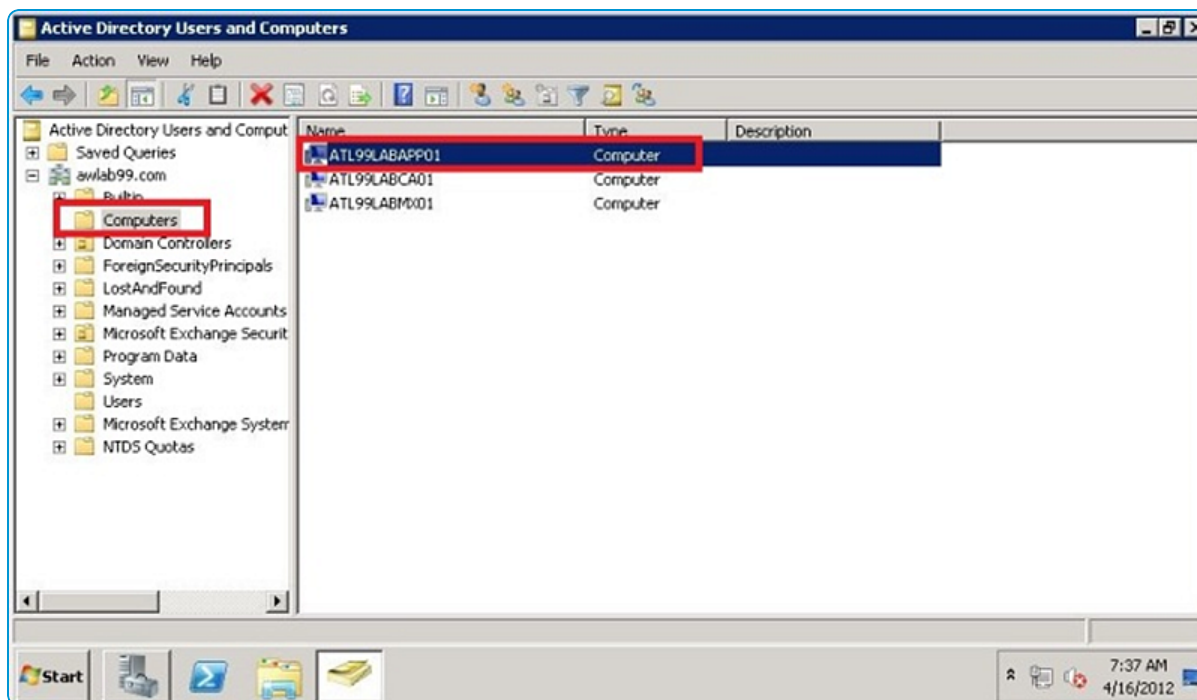 Active Directory Users and Computers
File Action View Help
Active Directory Users and Comput
Saved Queries
awlab99.com
Builtin
Computers
Domain Controllers
ForeignSecurityPrincipals
LostAndFound
Managed Service Accounts
Microsoft Exchange Securit
Program Data
System
Users
Microsoft Exchange System
NTDS Quotas
Name Type Description
ATL99LABAPP01 Computer
ATL99LABCA01 Computer
ATL99LABMX01 Computer
Start
7:37 AM
4/16/2012